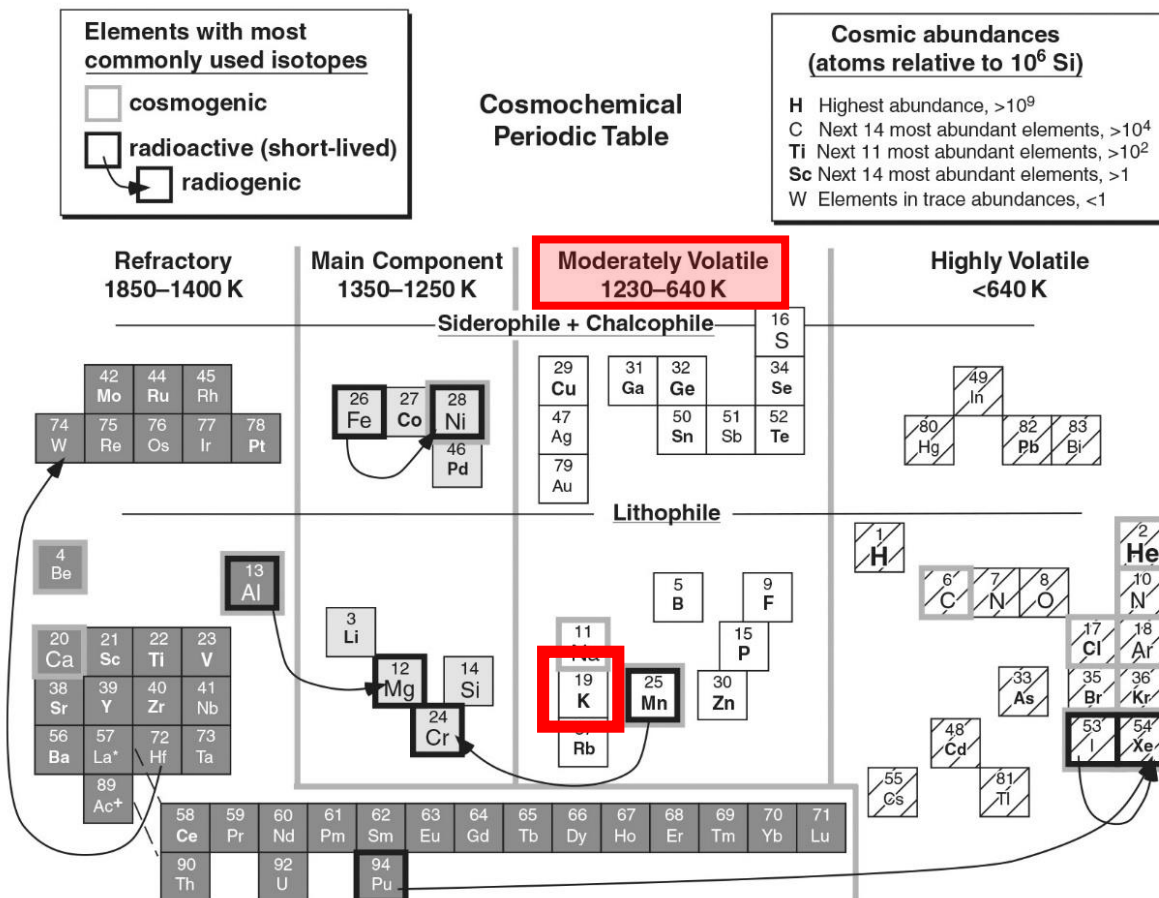 Elements with most
commonly used isotopes
cosmogenic
radioactive (short-lived)
radiogenic
Cosmochemical
Periodic Table
Cosmic abundances
(atoms relative to 10⁶ Si)
H Highest abundance, >10⁹
C Next 14 most abundant elements, >10⁴
Ti Next 11 most abundant elements, >10²
Sc Next 14 most abundant elements, >1
W Elements in trace abundances, <1
Refractory Main Component Moderately Volatile Highly Volatile
1850–1400 K 1350–1250 K 1230–640 K <640 K
Siderophile + Chalcophile
16
S
42 44 45
Mo Ru Rh
74 75 76 77 78
W Re Os Ir Pt
26 27 28
Fe Co Ni
46
Pd
29 31 32 34
Cu Ga Ge Se
47 50 51 52
Ag Sn Sb Te
79
Au
49
In
80 82 83
Hg Pb Bi
Lithophile
4
Be
13
Al
20 21 22 23
Ca Sc Ti V
38 39 40 41
Sr Y Zr Nb
56 57 72 73
Ba La* Hf Ta
89
Ac+
3
Li
12 14
Mg Si
24
Cr
5 9
B F
11 15
Na P
19 25 30
K Mn Zn
Rb
1 2
H He
6 7 8 10
C N O N
17 18
Cl Ar
33 35 36
As Br Kr
48 53 54
Cd I Xe
55 81
Cs Tl
58 59 60 61 62 63 64 65 66 67 68 69 70 71
Ce Pr Nd Pm Sm Eu Gd Tb Dy Ho Er Tm Yb Lu
90 92 94
Th U Pu